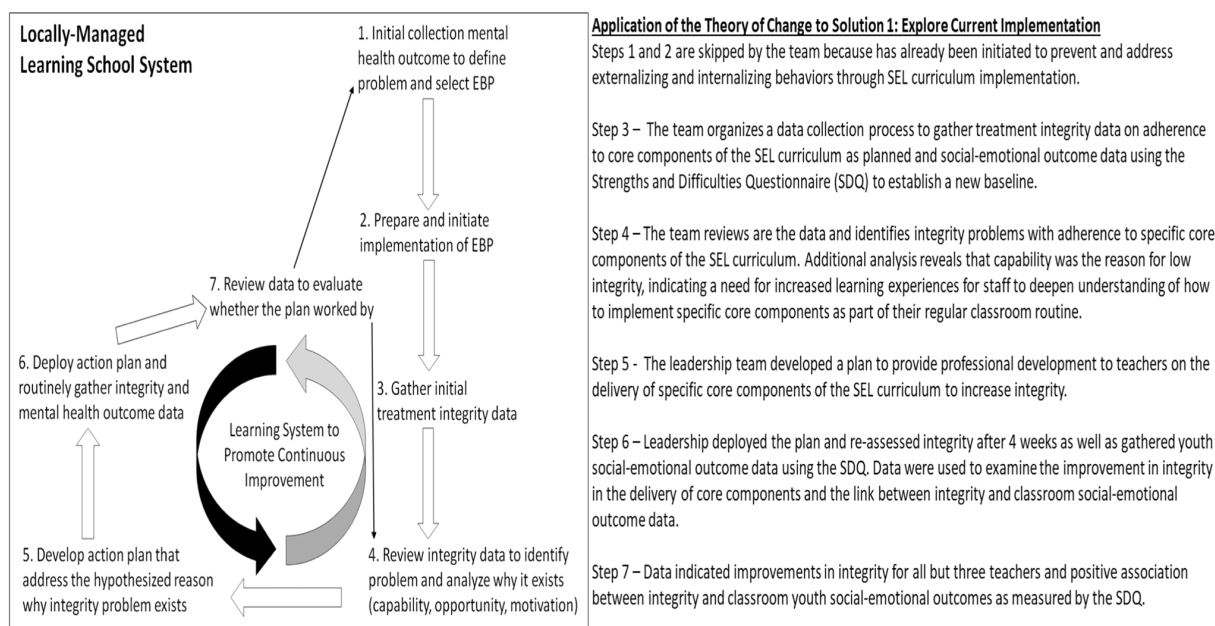 Locally-Managed
Learning School System
1. Initial collection mental
health outcome to define
problem and select EBP
2. Prepare and initiate
implementation of EBP
7. Review data to evaluate
whether the plan worked by
6. Deploy action plan and
routinely gather integrity and
mental health outcome data
3. Gather initial
treatment integrity data
Learning System to
Promote Continuous
Improvement
5. Develop action plan that
address the hypothesized reason
why integrity problem exists
4. Review integrity data to identify
problem and analyze why it exists
(capability, opportunity, motivation)
Application of the Theory of Change to Solution 1: Explore Current Implementation
Steps 1 and 2 are skipped by the team because has already been initiated to prevent and address
externalizing and internalizing behaviors through SEL curriculum implementation.
Step 3 – The team organizes a data collection process to gather treatment integrity data on adherence
to core components of the SEL curriculum as planned and social-emotional outcome data using the
Strengths and Difficulties Questionnaire (SDQ) to establish a new baseline.
Step 4 – The team reviews are the data and identifies integrity problems with adherence to specific core
components of the SEL curriculum. Additional analysis reveals that capability was the reason for low
integrity, indicating a need for increased learning experiences for staff to deepen understanding of how
to implement specific core components as part of their regular classroom routine.
Step 5 - The leadership team developed a plan to provide professional development to teachers on the
delivery of specific core components of the SEL curriculum to increase integrity.
Step 6 – Leadership deployed the plan and re-assessed integrity after 4 weeks as well as gathered youth
social-emotional outcome data using the SDQ. Data were used to examine the improvement in integrity
in the delivery of core components and the link between integrity and classroom social-emotional
outcome data.
Step 7 – Data indicated improvements in integrity for all but three teachers and positive association
between integrity and classroom youth social-emotional outcomes as measured by the SDQ.